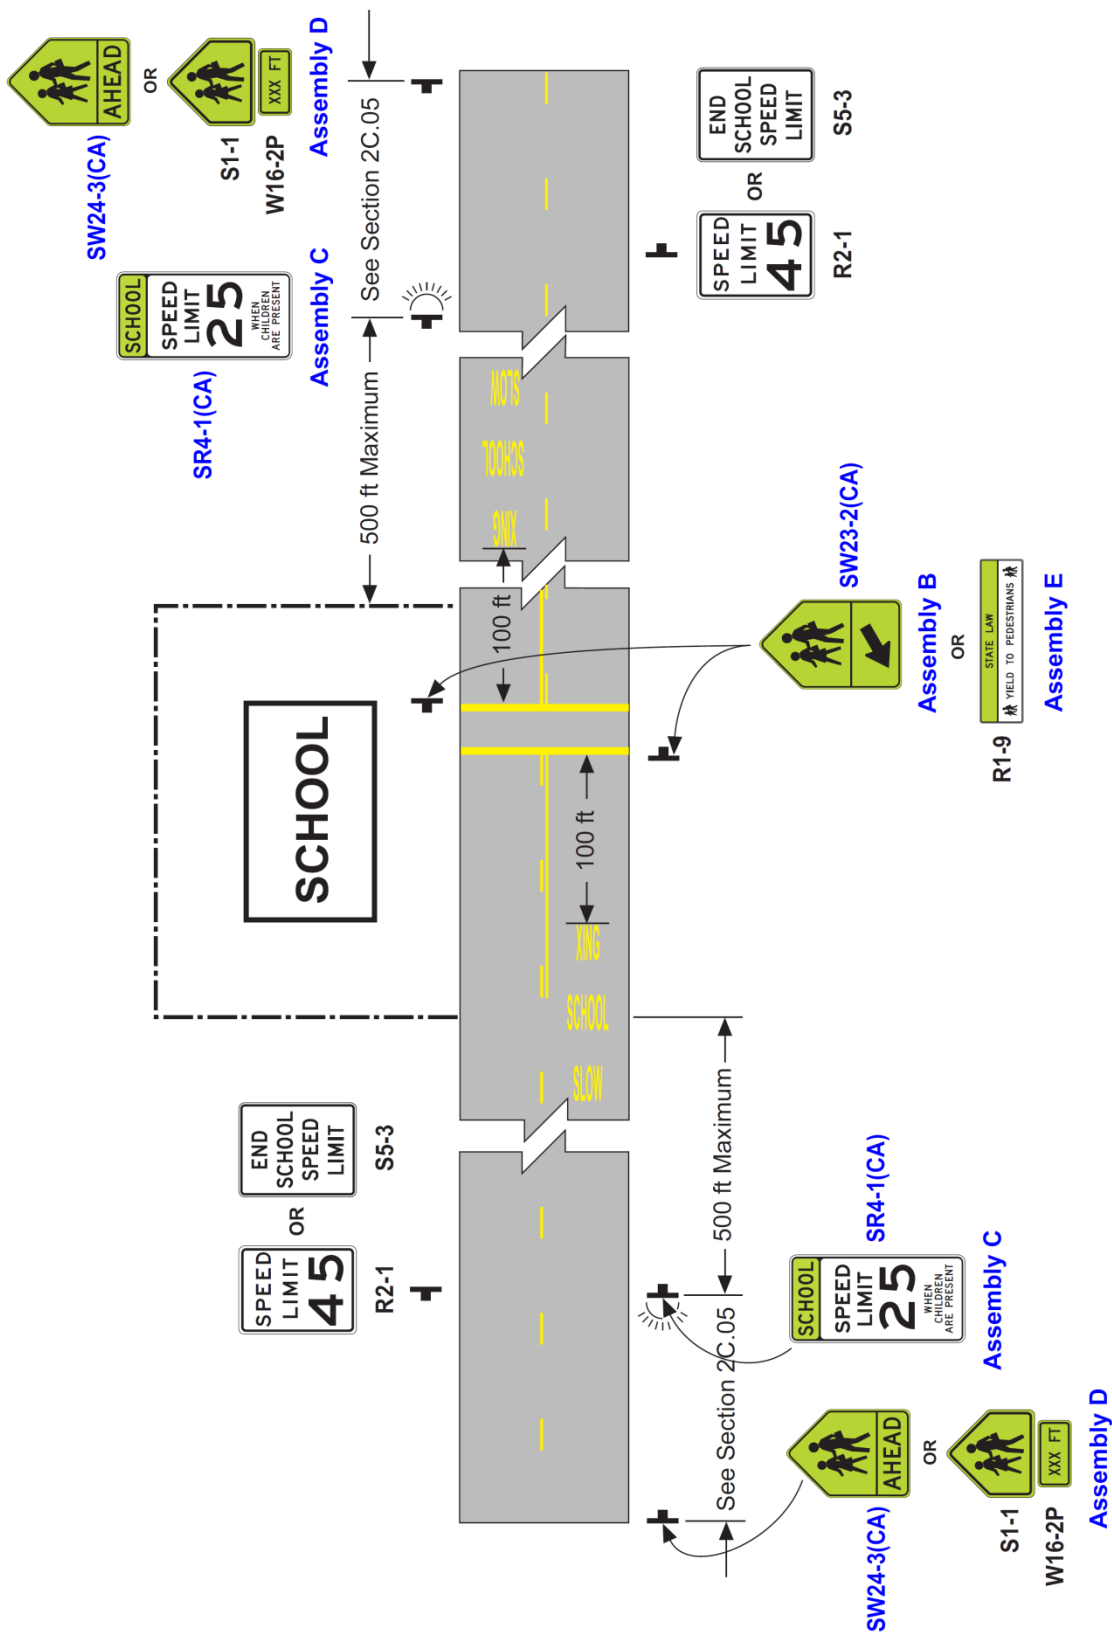 AHEAD
SW24-3(CA)
OR
XXX FT
S1-1
W16-2P
Assembly D
SCHOOL
SPEED
LIMIT
25
WHEN
CHILDREN
ARE PRESENT
SR4-1(CA)
Assembly C
See Section 2C.05
500 ft Maximum
END
SCHOOL
SPEED
LIMIT
S5-3
OR
SPEED
LIMIT
45
R2-1
SLOW
SCHOOL
XING
100 ft
SCHOOL
SW23-2(CA)
Assembly B
OR
STATE LAW
YIELD TO PEDESTRIANS
R1-9
Assembly E
100 ft
XING
SCHOOL
SLOW
END
SCHOOL
SPEED
LIMIT
S5-3
OR
SPEED
LIMIT
45
R2-1
500 ft Maximum
See Section 2C.05
SR4-1(CA)
SCHOOL
SPEED
LIMIT
25
WHEN
CHILDREN
ARE PRESENT
Assembly C
AHEAD
SW24-3(CA)
OR
XXX FT
S1-1
W16-2P
Assembly D